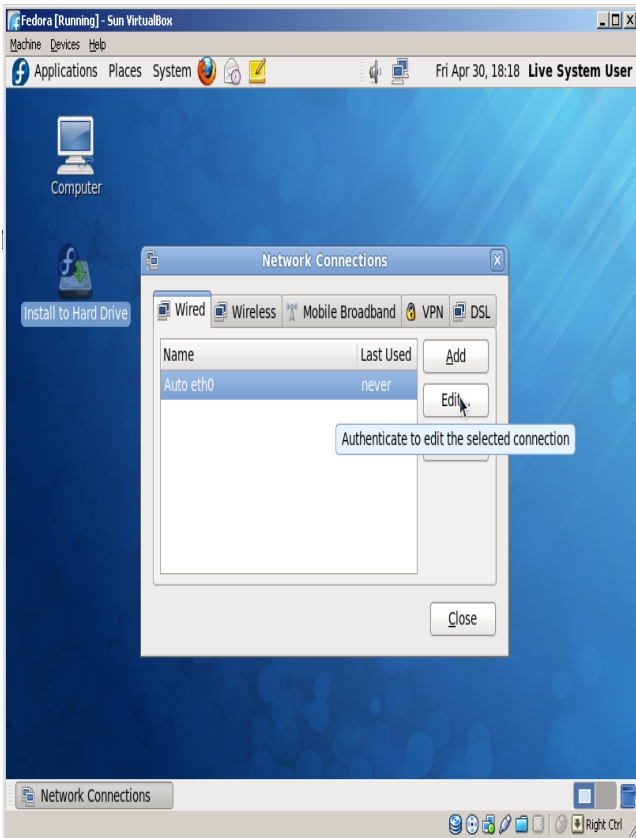 Fedora [Running] - Sun VirtualBox
Machine Devices Help
Applications Places System Fri Apr 30, 18:18 Live System User
Computer
Install to Hard Drive
Network Connections
Wired Wireless Mobile Broadband VPN DSL
Name Last Used
Add
Auto eth0 never
Edit...
Authenticate to edit the selected connection
Close
Network Connections
Right Ctrl